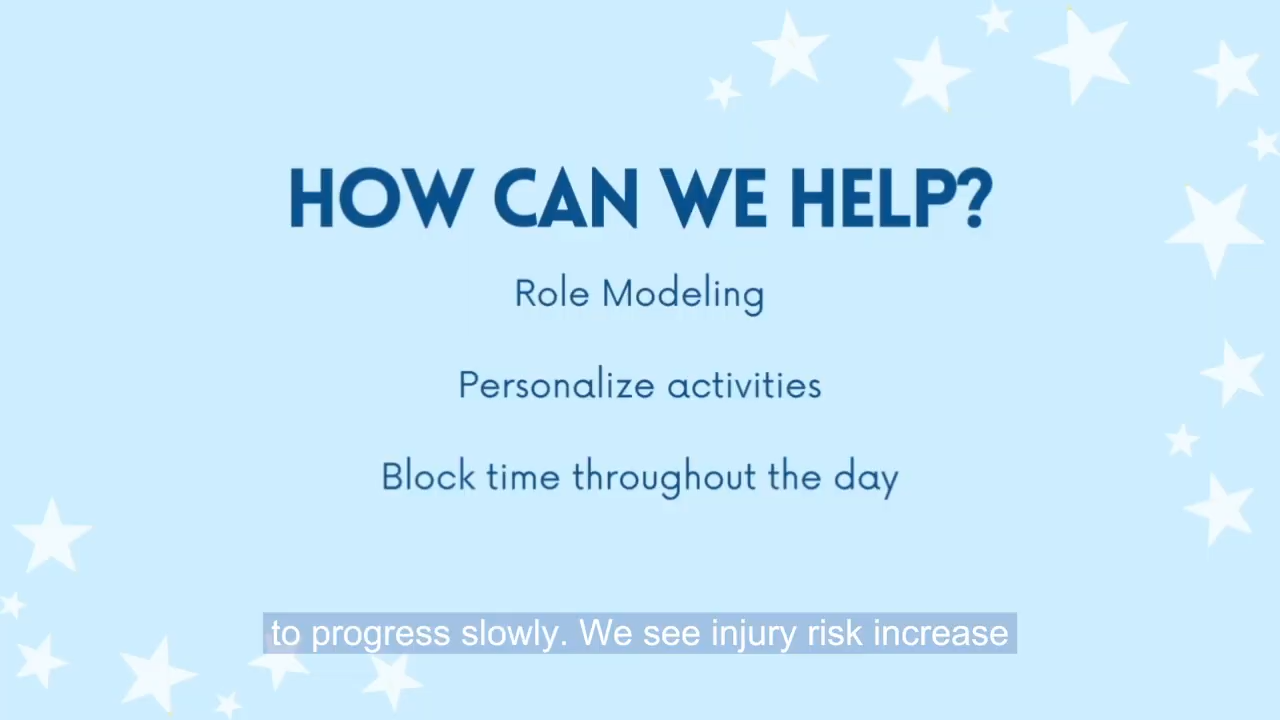 HOW CAN WE HELP?
Role Modeling
Personalize activities
Block time throughout the day
to progress slowly. We see injury risk increase